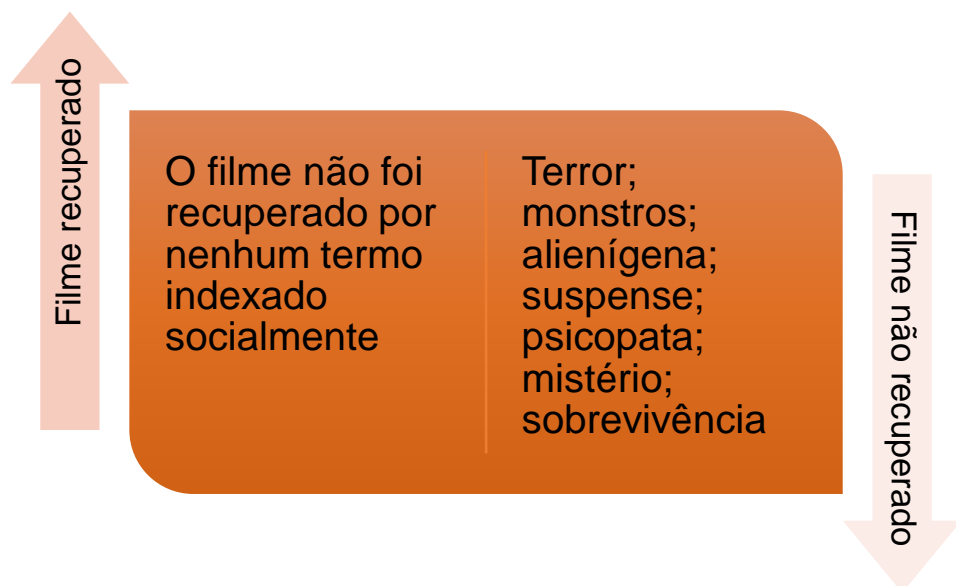 Filme recuperado
O filme não foi
recuperado por
nenhum termo
indexado
socialmente
Terror;
monstros;
alienígena;
suspense;
psicopata;
mistério;
sobrevivência
Filme não recuperado